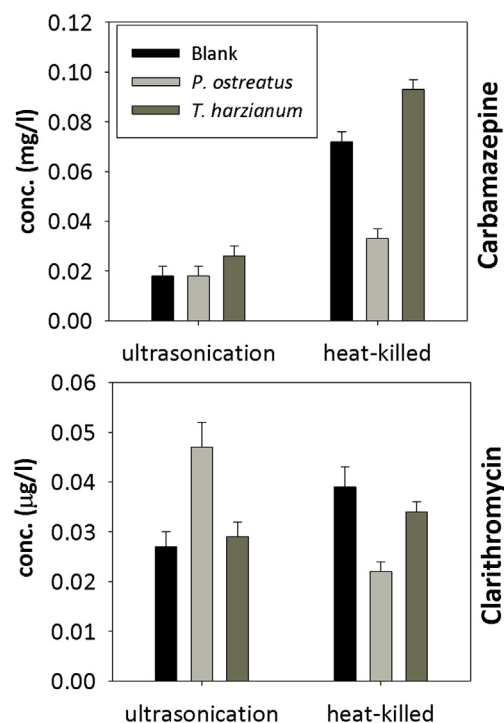 0.12
0.10
0.08
0.06
0.04
0.02
0.00
conc. (mg/l)
Blank
P. ostreatus
T. harzianum
Carbamazepine
ultrasonication heat-killed
0.06
0.05
0.04
0.03
0.02
0.01
0.00
conc. (µg/l)
Clarithromycin
ultrasonication heat-killed